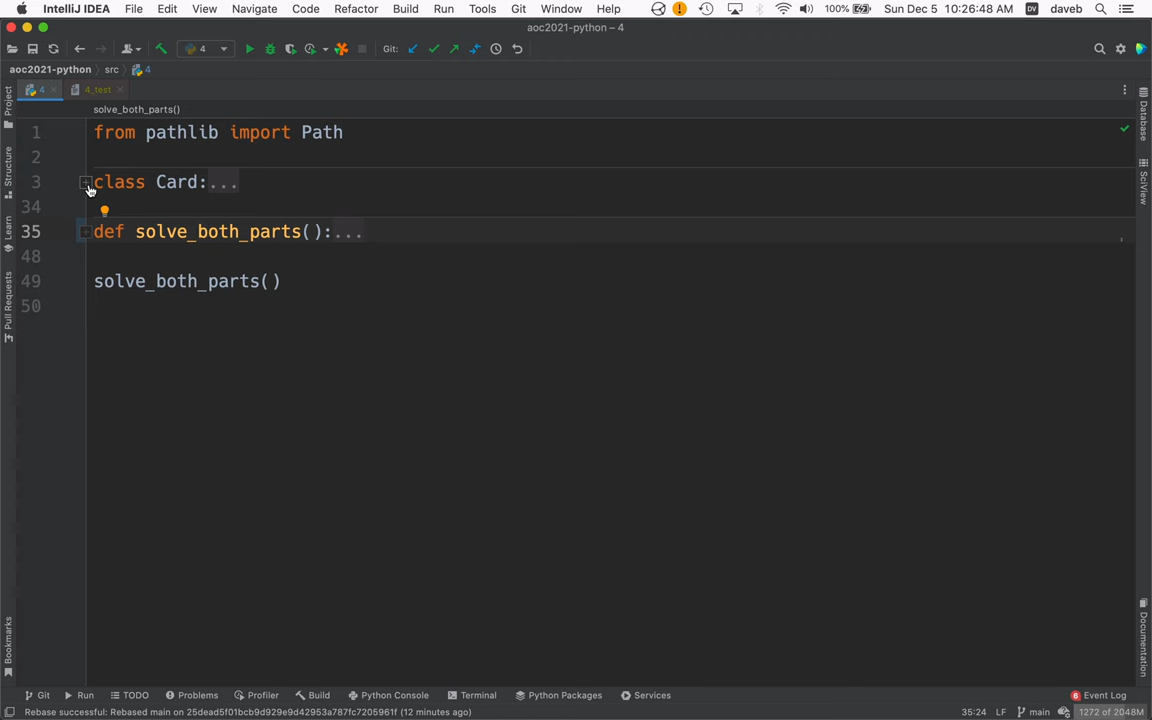 IntelliJ IDEA File Edit View Navigate Code Refactor Build Run Tools Git Window Help 100% Sun Dec 5 10:26:48 AM DV daveb
aoc2021-python – 4
4 Git:
aoc2021-python src 4
4 4_test
solve_both_parts()
1 from pathlib import Path
2
3 class Card:...
34
35 def solve_both_parts():...
48
49 solve_both_parts()
50
Project
Structure
Learn
Pull Requests
Bookmarks
Database
SciView
Documentation
Git Run TODO Problems Profiler Build Python Console Terminal Python Packages Services 6 Event Log
Rebase successful: Rebased main on 25dead5f01bcb9d929e9d42953a787fc7205961f (12 minutes ago) 35:24 LF main 1272 of 2048M